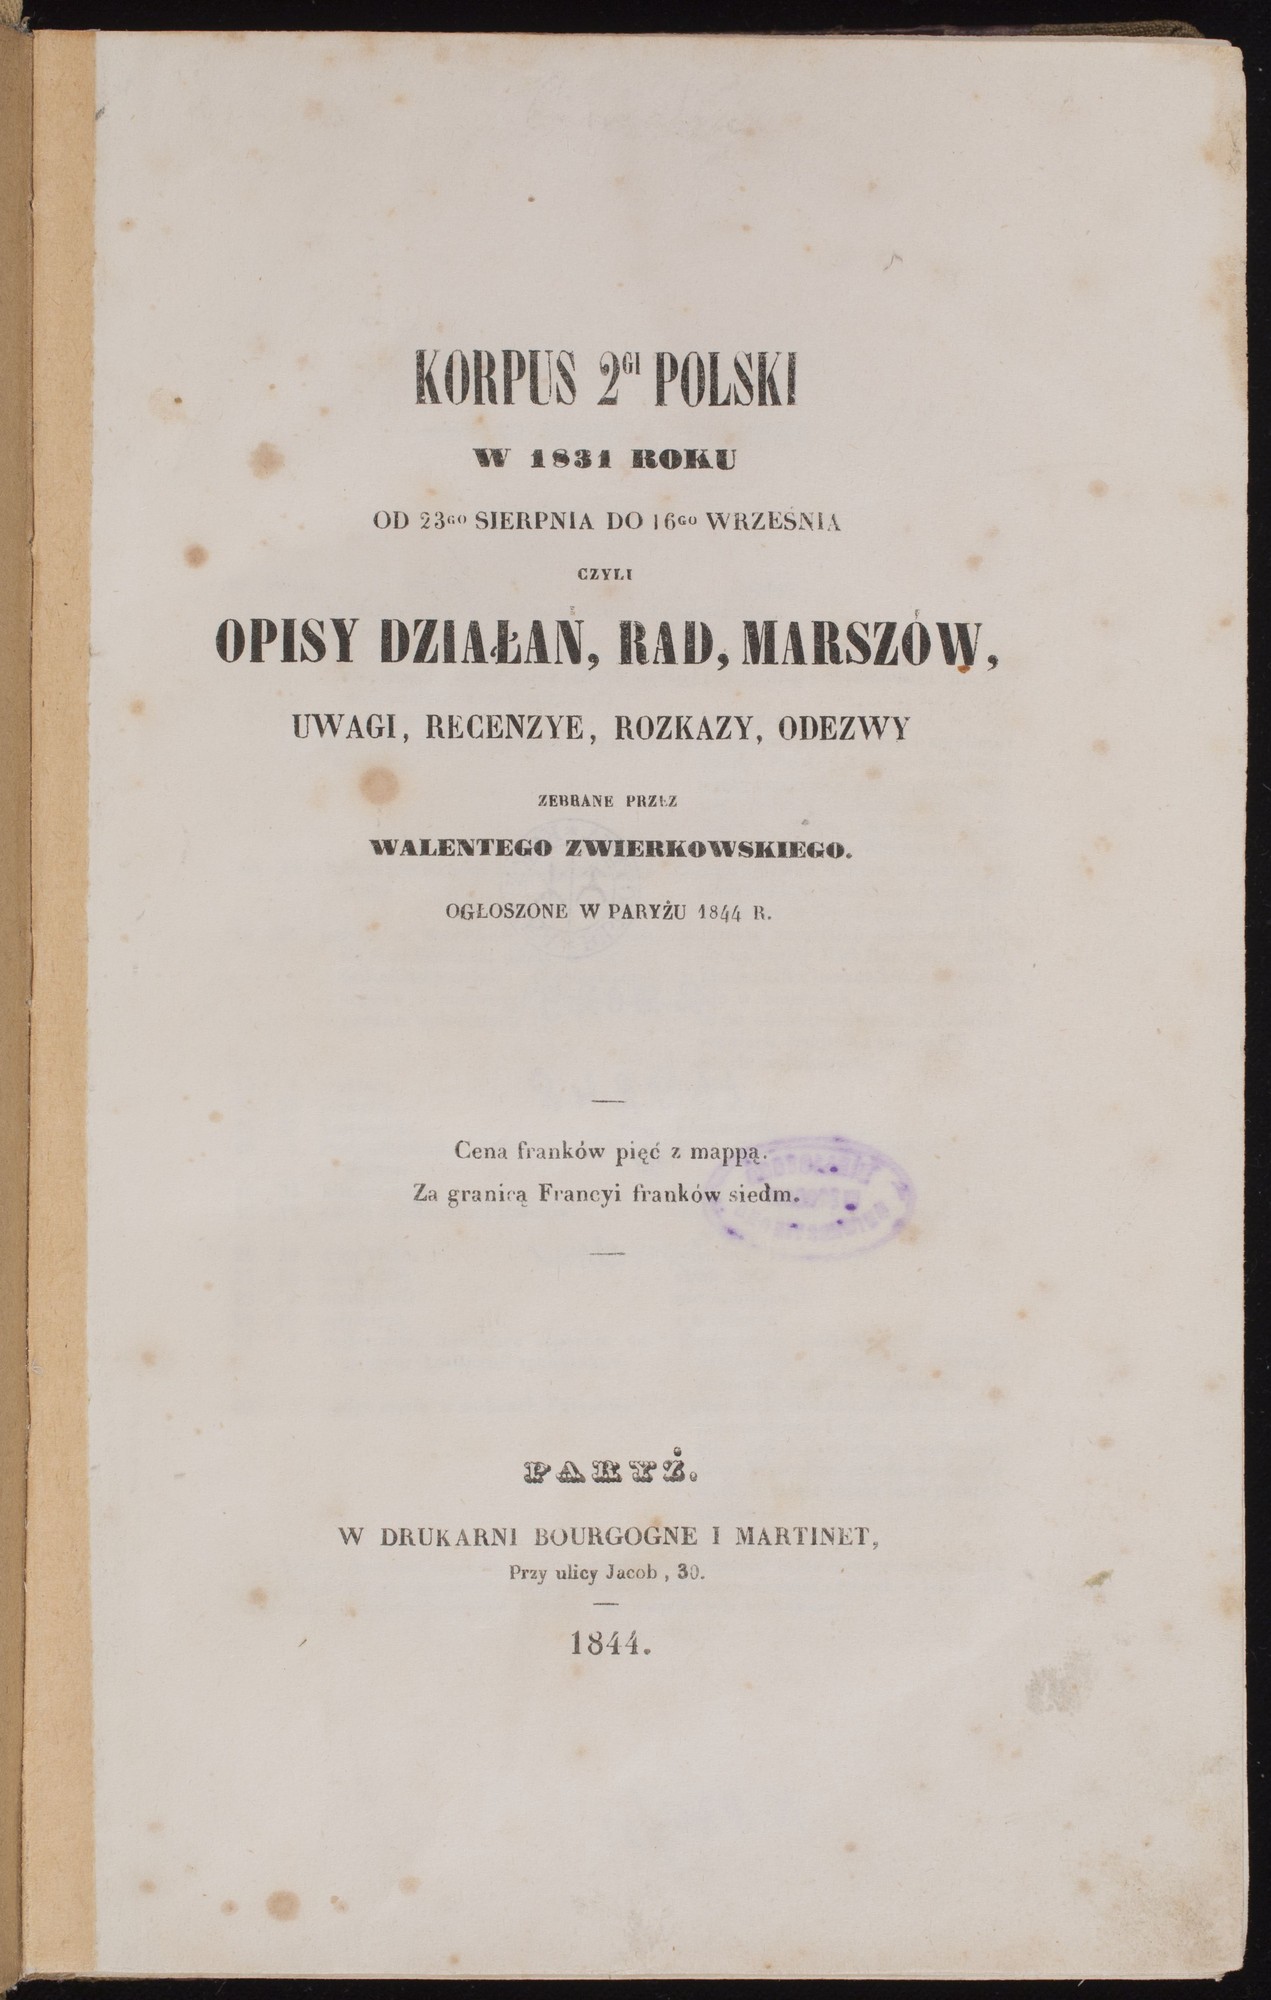 KORPUS 2GI POLSKI
W 1831 ROKU
OD 23GO SIERPNIA DO 16GO WRZEŚNIA
CZYLI
OPISY DZIAŁAŃ, RAD, MARSZÓW,
UWAGI, RECENZYE, ROZKAZY, ODEZWY
ZEBRANE PRZEZ
WALENTEGO ZWIERKOWSKIEGO.
OGŁOSZONE W PARYŻU 1844 R.
Cena franków pięć z mappą.
Za granicą Francyi franków siedm.
PARYŻ.
W DRUKARNI BOURGOGNE I MARTINET,
Przy ulicy Jacob, 30.
1844.